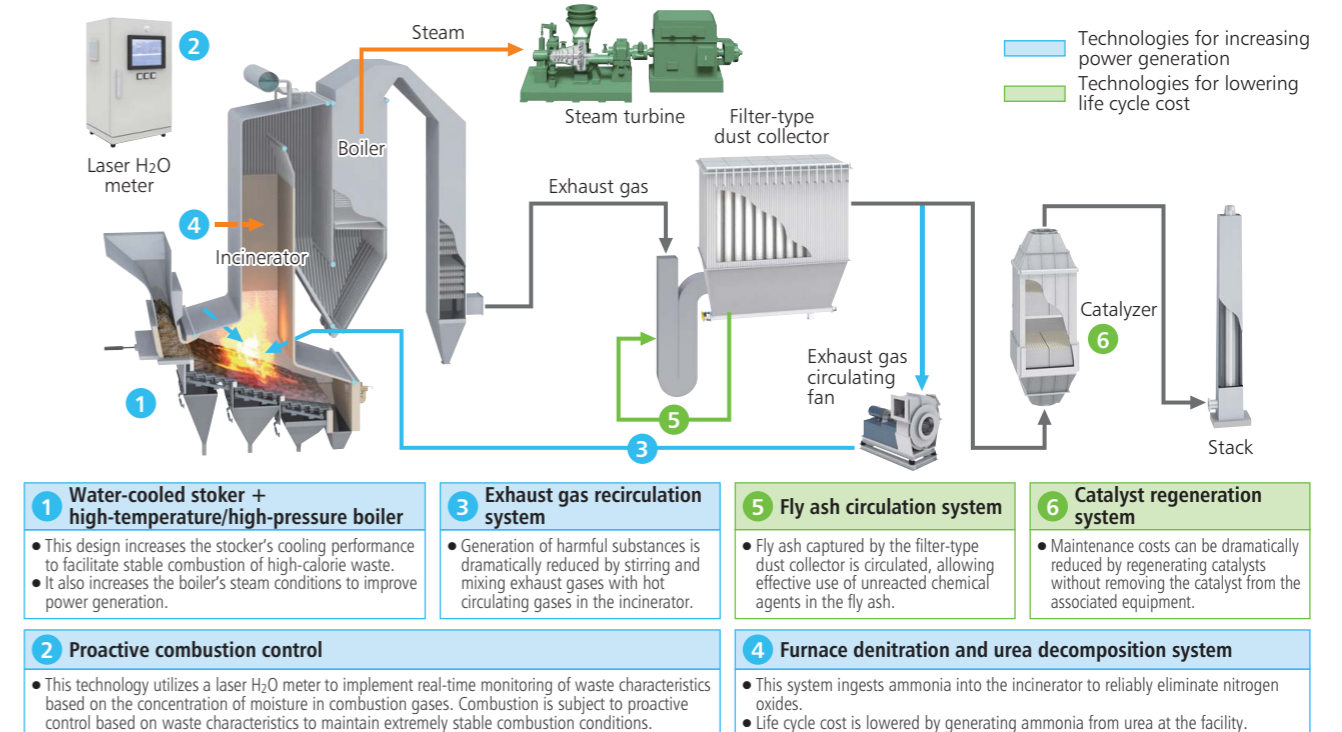 2
Laser H2O
meter
Steam
Steam turbine
Technologies for increasing
power generation
Technologies for lowering
life cycle cost
Boiler
Filter-type
dust collector
Exhaust gas
4
Incinerator
1
Exhaust gas
circulating
fan
5
3
Catalyzer
6
Stack
1 Water-cooled stoker +
high-temperature/high-pressure boiler
● This design increases the stocker's cooling performance
to facilitate stable combustion of high-calorie waste.
● It also increases the boiler's steam conditions to improve
power generation.
3 Exhaust gas recirculation
system
● Generation of harmful substances is
dramatically reduced by stirring and
mixing exhaust gases with hot
circulating gases in the incinerator.
5 Fly ash circulation system
● Fly ash captured by the filter-type
dust collector is circulated, allowing
effective use of unreacted chemical
agents in the fly ash.
6 Catalyst regeneration
system
● Maintenance costs can be dramatically
reduced by regenerating catalysts
without removing the catalyst from the
associated equipment.
2 Proactive combustion control
● This technology utilizes a laser H2O meter to implement real-time monitoring of waste characteristics
based on the concentration of moisture in combustion gases. Combustion is subject to proactive
control based on waste characteristics to maintain extremely stable combustion conditions.
4 Furnace denitration and urea decomposition system
● This system ingests ammonia into the incinerator to reliably eliminate nitrogen
oxides.
● Life cycle cost is lowered by generating ammonia from urea at the facility.